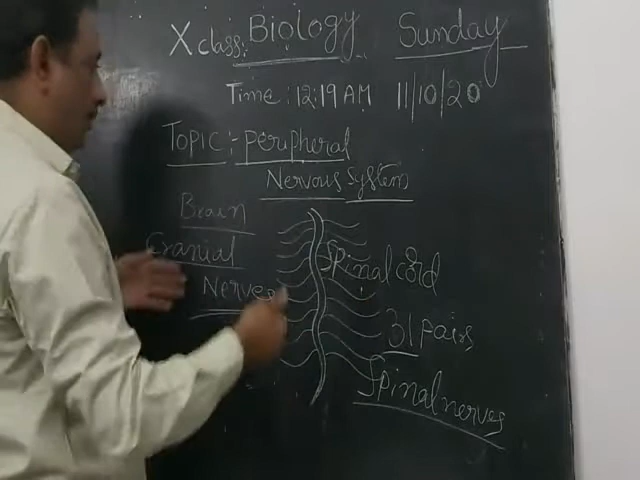 X class: Biology Sunday
Time: 12:19 AM 11/10/20
Topic:- Peripheral
Nervous System
Brain
Cranial
Nerves
Spinal cord
31 pairs
Spinal nerves